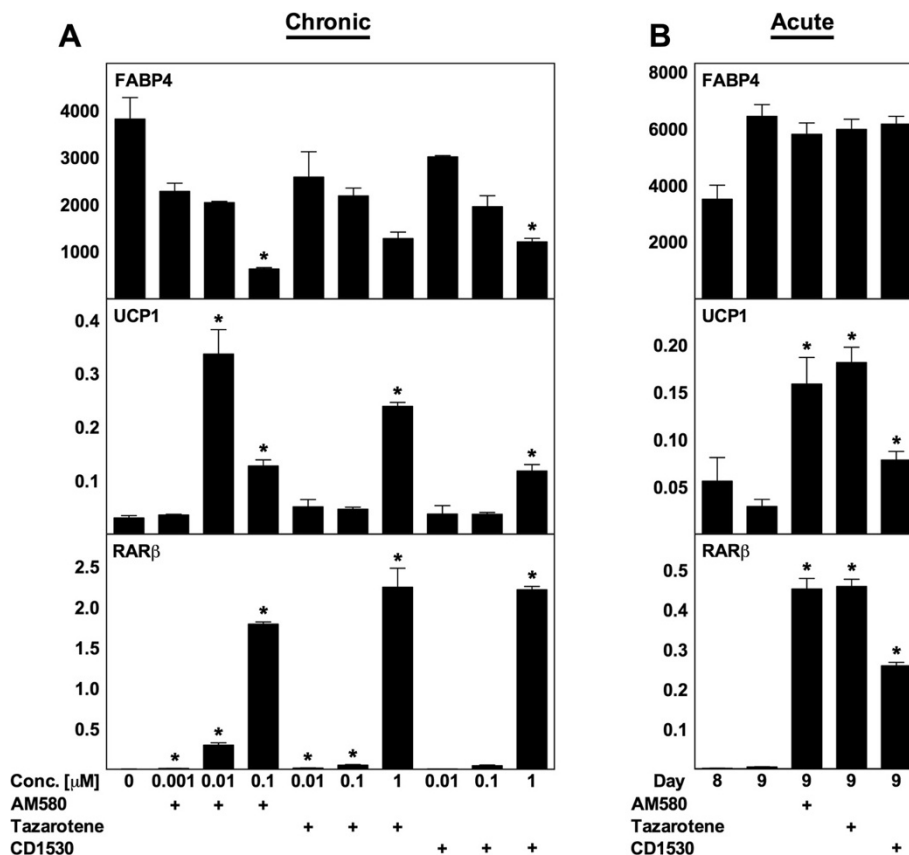 A Chronic B Acute
FABP4 FABP4
8000
4000 6000
3000
4000
2000
2000
1000
UCP1 UCP1
0.4 * * *
0.20
0.3 *
0.15
0.2 * * 0.10 *
0.1 0.05
RARβ RARβ
2.5 * * 0.5 * *
2.0 * 0.4
1.5 0.3 *
1.0 0.2
0.5 * * * * 0.1
Conc. [μM] 0 0.001 0.01 0.1 0.01 0.1 1 0.01 0.1 1 Day 8 9 9 9 9
AM580 + + + AM580 +
Tazarotene + + + Tazarotene +
CD1530 + + + CD1530 +